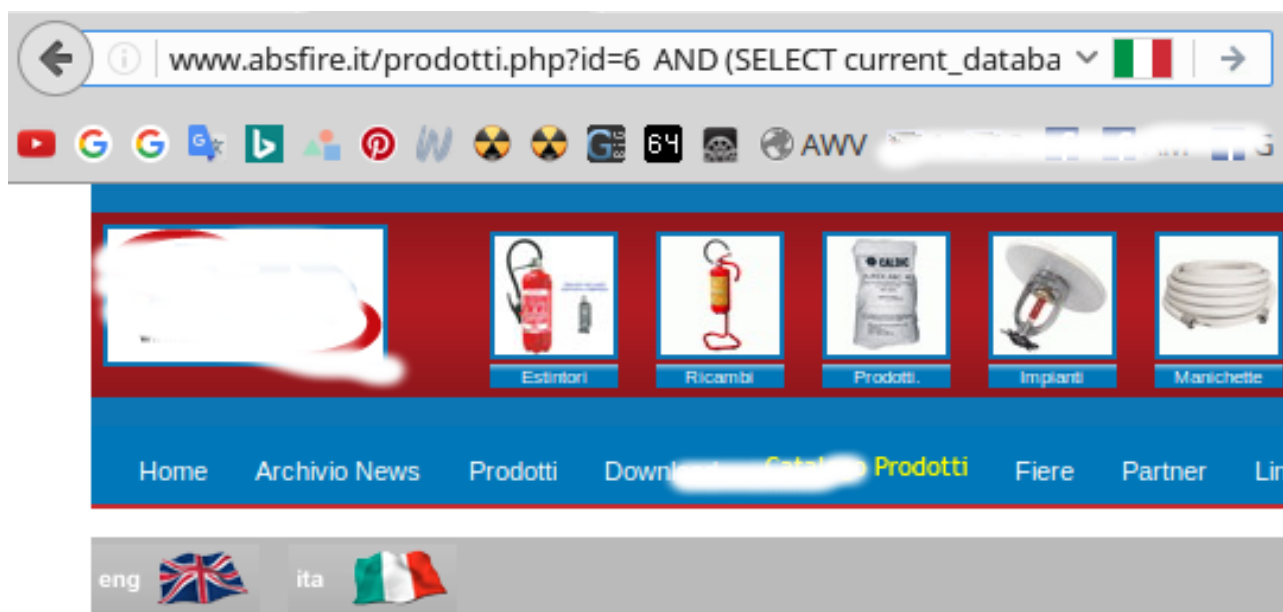 www.absfire.it/prodotti.php?id=6 AND (SELECT current_databa
AWV
G
CALDIC
Estintori Ricambi Prodotti. Impianti Manichette
Home Archivio News Prodotti Prodotti Fiere Partner
eng ita